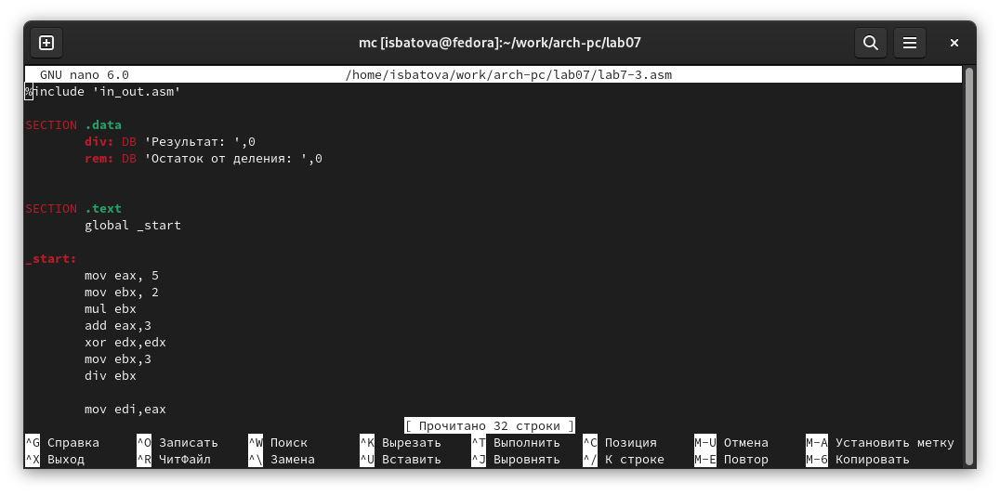 mc [isbatova@fedora]:~/work/arch-pc/lab07
GNU nano 6.0 /home/isbatova/work/arch-pc/lab07/lab7-3.asm
%include 'in_out.asm'
SECTION .data
div: DB 'Результат: ',0
rem: DB 'Остаток от деления: ',0
SECTION .text
global _start
_start:
mov eax, 5
mov ebx, 2
mul ebx
add eax,3
xor edx,edx
mov ebx,3
div ebx
mov edi,eax
[ Прочитано 32 строки ]
^G Справка ^O Записать ^W Поиск ^K Вырезать ^T Выполнить ^C Позиция M-U Отмена M-A Установить метку
^X Выход ^R ЧитФайл ^\ Замена ^U Вставить ^J Выровнять ^/ К строке M-E Повтор M-6 Копировать